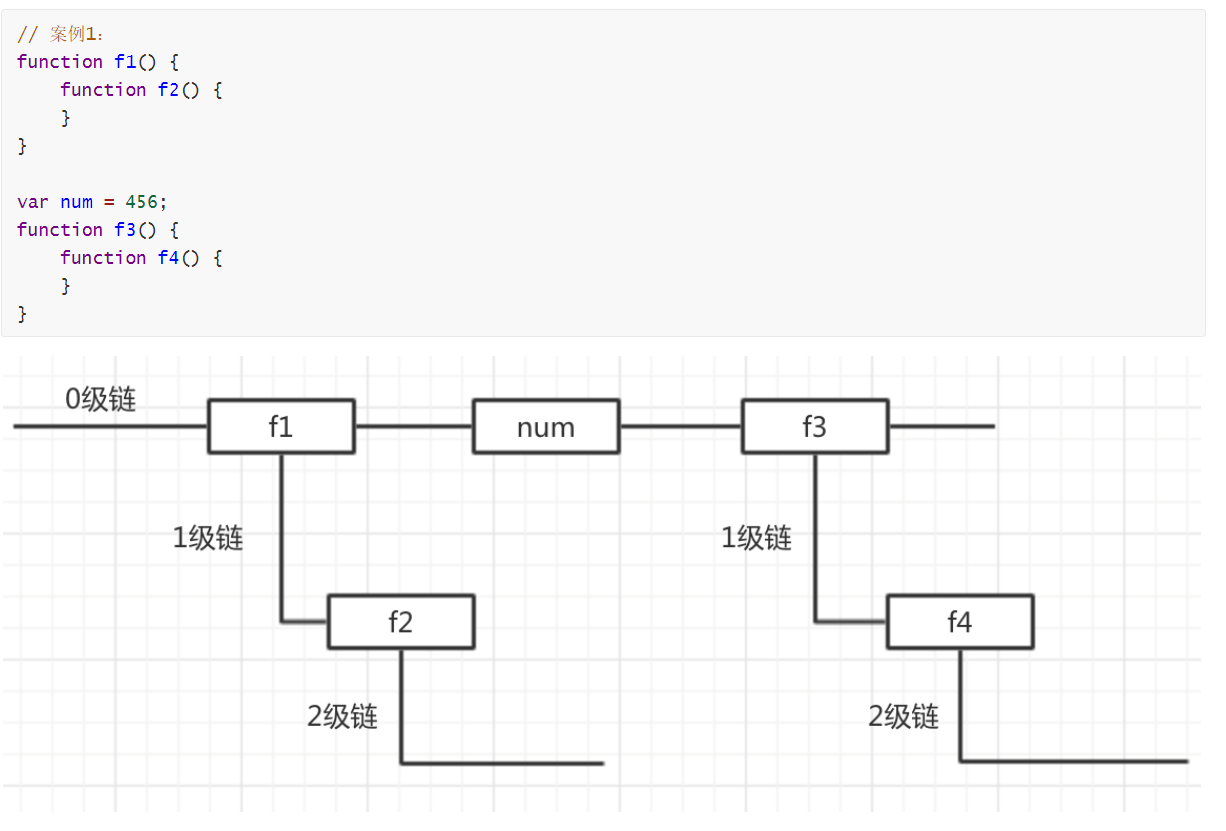 // 案例1：
function f1() {
    function f2() {
    }
}

var num = 456;
function f3() {
    function f4() {
    }
}
0级链
f1
num
f3
1级链
1级链
f2
f4
2级链
2级链